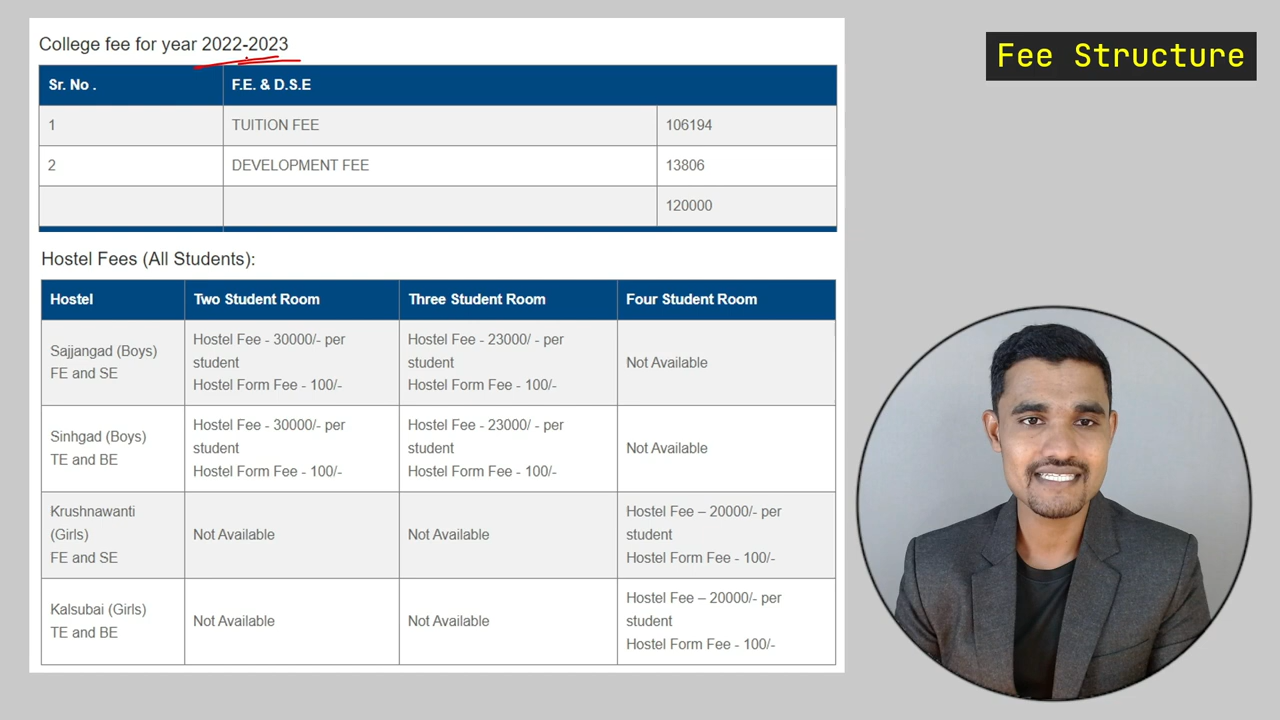 Fee Structure
College fee for year 2022-2023
Sr. No . F.E. & D.S.E
1 TUITION FEE 106194
2 DEVELOPMENT FEE 13806
120000
Hostel Fees (All Students):
Hostel Two Student Room Three Student Room Four Student Room
Sajjangad (Boys)
FE and SE
Hostel Fee - 30000/- per
student
Hostel Form Fee - 100/-
Hostel Fee - 23000/ - per
student
Hostel Form Fee - 100/-
Not Available
Sinhgad (Boys)
TE and BE
Hostel Fee - 30000/- per
student
Hostel Form Fee - 100/-
Hostel Fee - 23000/ - per
student
Hostel Form Fee - 100/-
Not Available
Krushnawanti
(Girls)
FE and SE
Not Available
Not Available
Hostel Fee – 20000/- per
student
Hostel Form Fee - 100/-
Kalsubai (Girls)
TE and BE
Not Available
Not Available
Hostel Fee – 20000/- per
student
Hostel Form Fee - 100/-